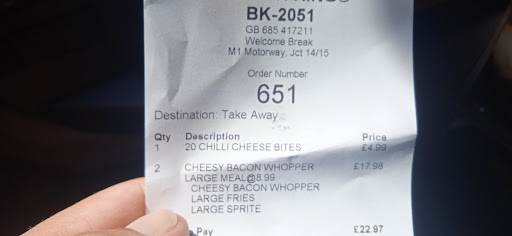 BK-2051
GB 685 417211
Welcome Break
M1 Motorway, Jct 14/15
Order Number
651
Destination: Take Away
Qty Description Price
1 20 CHILLI CHEESE BITES £4.99
2 CHEESY BACON WHOPPER £17.98
LARGE MEAL@8.99
CHEESY BACON WHOPPER
LARGE FRIES
LARGE SPRITE
Pay £22.97